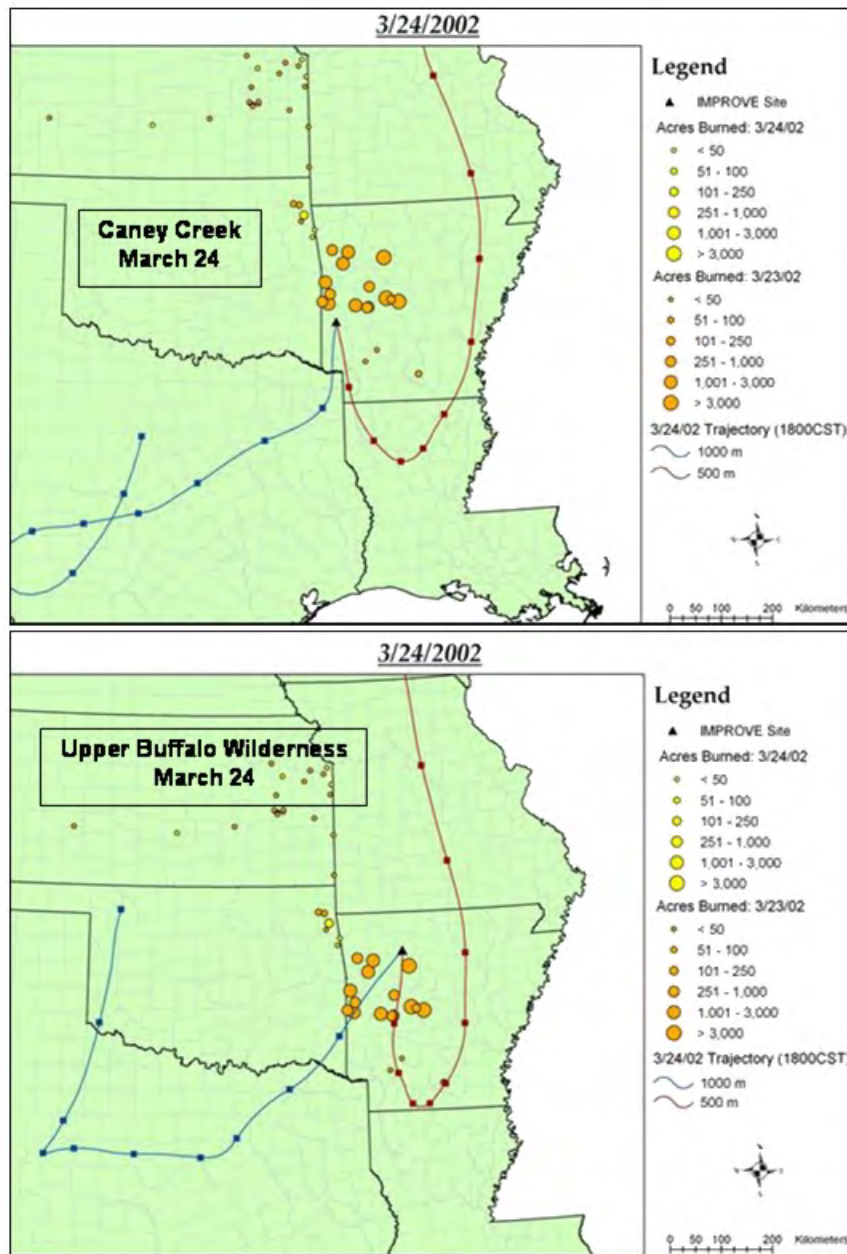 3/24/2002
Caney Creek
March 24
Legend
IMPROVE Site
Acres Burned: 3/24/02
< 50
51 - 100
101 - 250
251 - 1,000
1,001 - 3,000
> 3,000
Acres Burned: 3/23/02
< 50
51 - 100
101 - 250
251 - 1,000
1,001 - 3,000
> 3,000
3/24/02 Trajectory (1800CST)
1000 m
500 m
0 50 100 200 Kilometers
3/24/2002
Upper Buffalo Wilderness
March 24
Legend
IMPROVE Site
Acres Burned: 3/24/02
< 50
51 - 100
101 - 250
251 - 1,000
1,001 - 3,000
> 3,000
Acres Burned: 3/23/02
< 50
51 - 100
101 - 250
251 - 1,000
1,001 - 3,000
> 3,000
3/24/02 Trajectory (1800CST)
1000 m
500 m
0 50 100 200 Kilometers